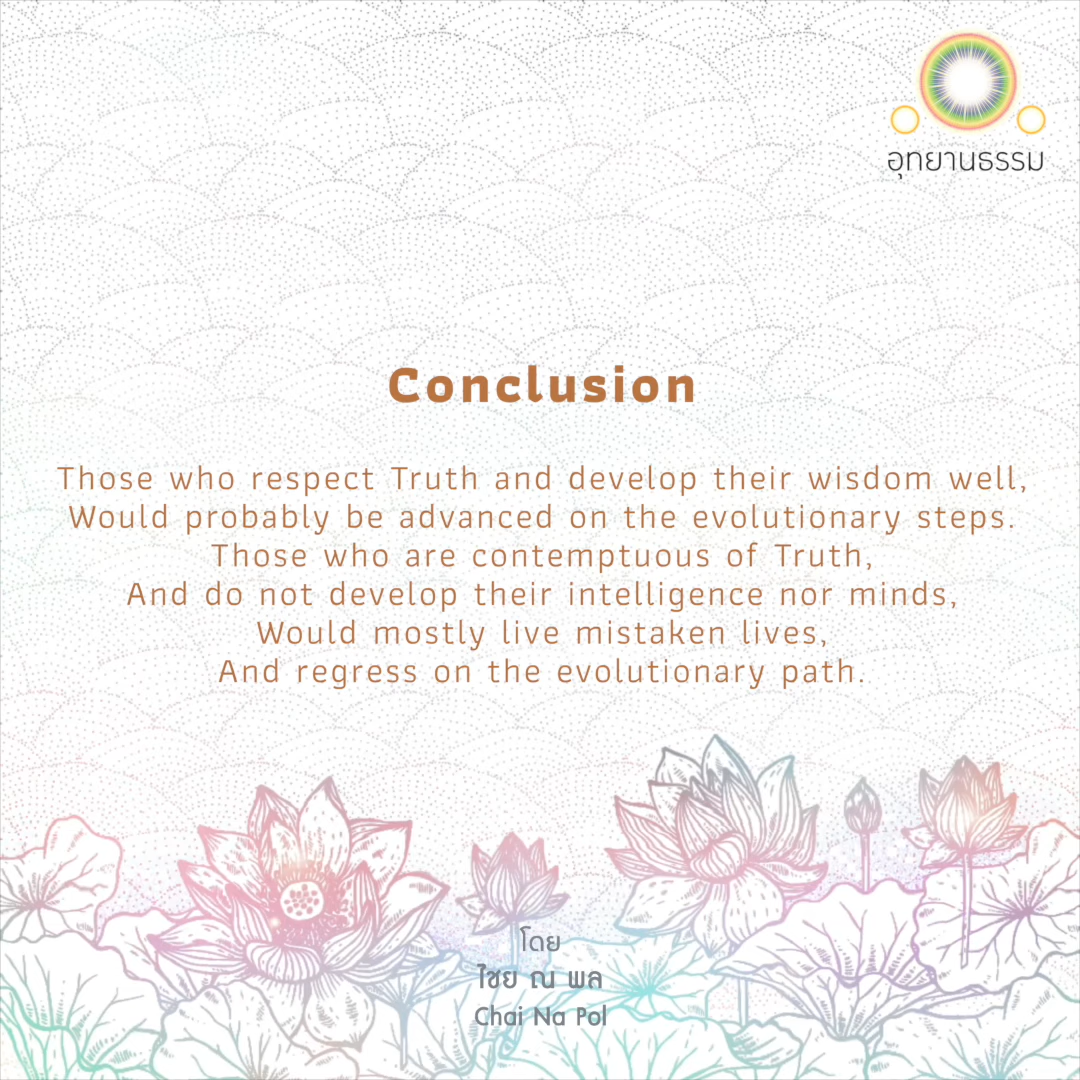 อุทยานธรรม
Conclusion
Those who respect Truth and develop their wisdom well,
Would probably be advanced on the evolutionary steps.
Those who are contemptuous of Truth,
And do not develop their intelligence nor minds,
Would mostly live mistaken lives,
And regress on the evolutionary path.
โดย
ไชย ณ พล
Chai Na Pol